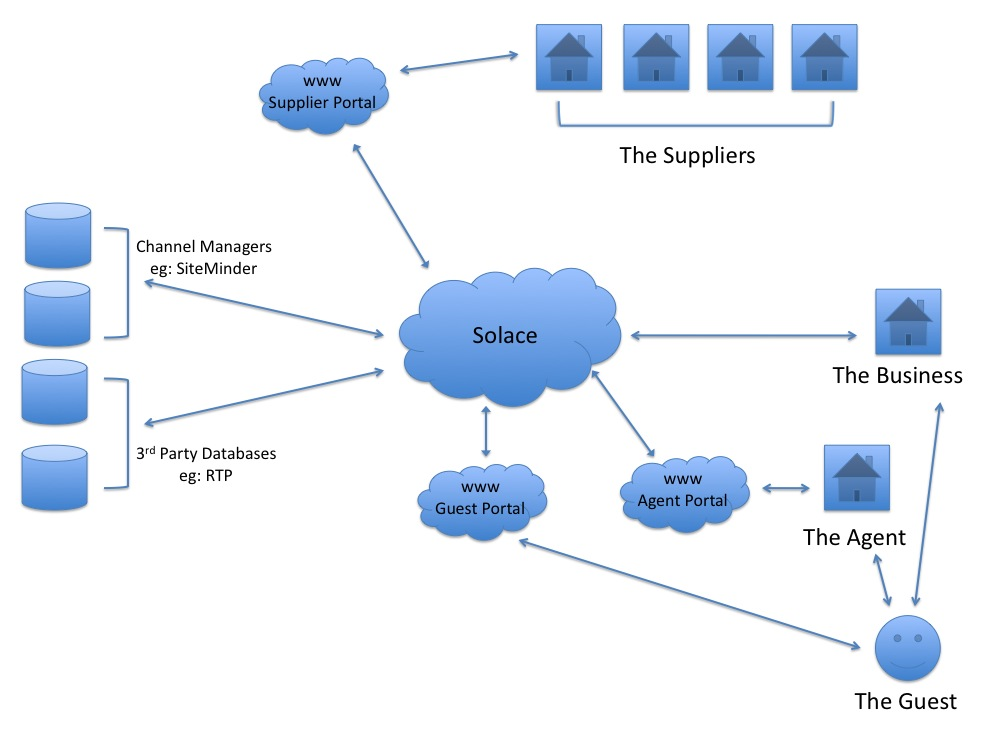 www
Supplier Portal
The Suppliers
Channel Managers
eg: SiteMinder
Solace
The Business
3rd Party Databases
eg: RTP
www
Guest Portal
www
Agent Portal
The Agent
The Guest